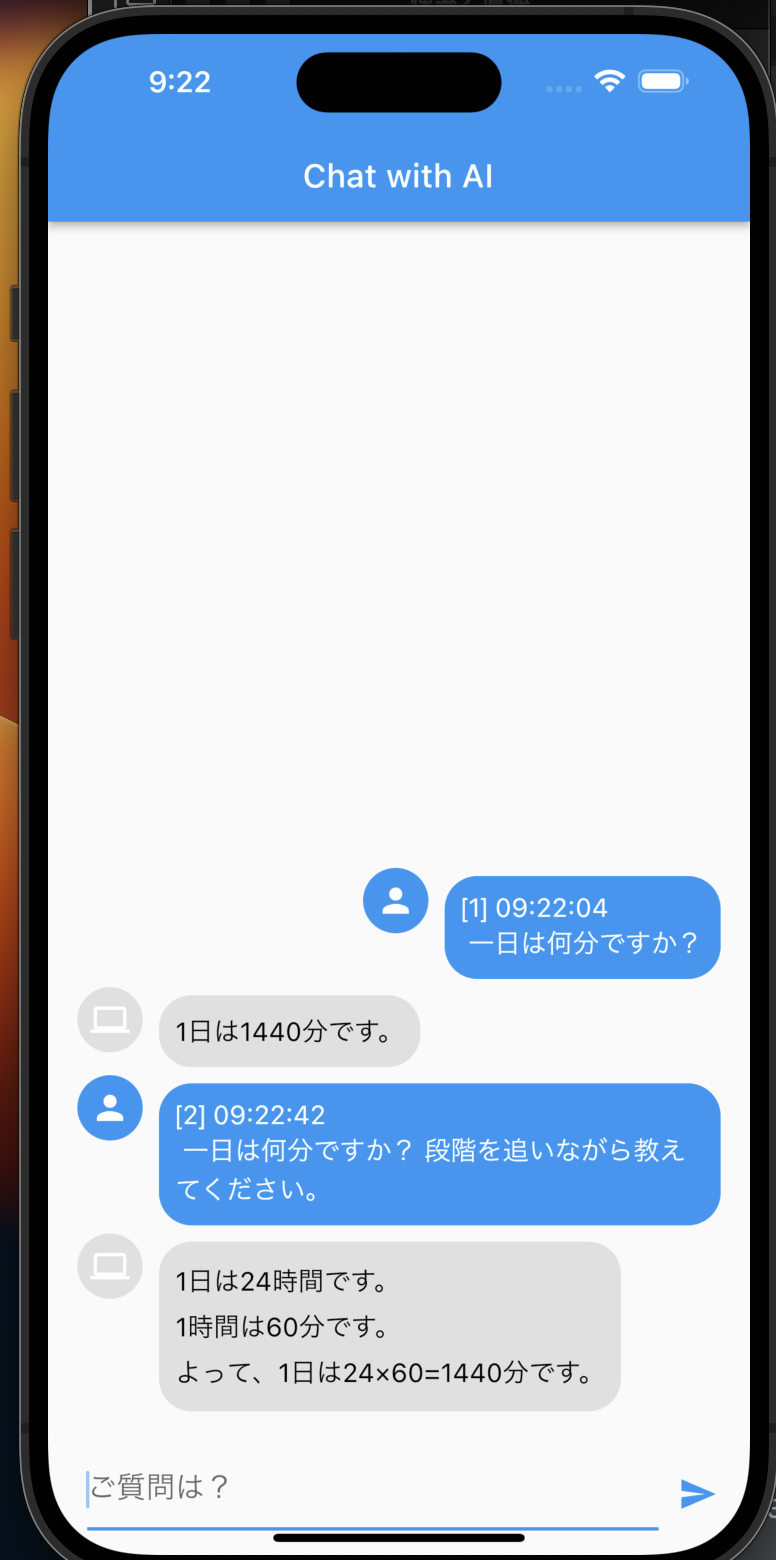 9:22
Chat with AI
[1] 09:22:04
一日は何分ですか？
1日は1440分です。
[2] 09:22:42
一日は何分ですか？ 段階を追いながら教え
てください。
1日は24時間です。
1時間は60分です。
よって、1日は24×60=1440分です。
ご質問は？